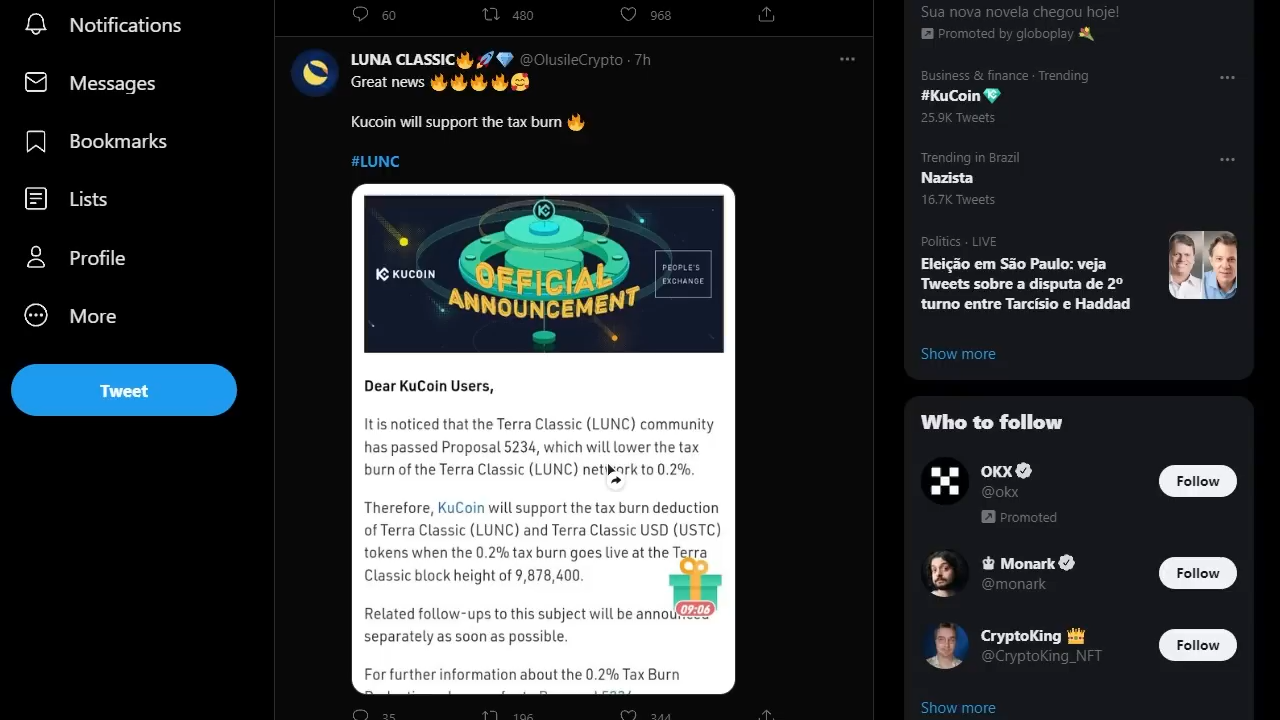 Notifications
Messages
Bookmarks
Lists
Profile
More
Tweet
60 480 968
LUNA CLASSIC🔥🚀💎 @OlusileCrypto · 7h
Great news 🔥🔥🔥🔥🥰
Kucoin will support the tax burn 🔥
#LUNC
KUCOIN
OFFICIAL
ANNOUNCEMENT
PEOPLE'S
EXCHANGE
Dear KuCoin Users,
It is noticed that the Terra Classic (LUNC) community
has passed Proposal 5234, which will lower the tax
burn of the Terra Classic (LUNC) network to 0.2%.
Therefore, KuCoin will support the tax burn deduction
of Terra Classic (LUNC) and Terra Classic USD (USTC)
tokens when the 0.2% tax burn goes live at the Terra
Classic block height of 9,878,400.
09:06
Related follow-ups to this subject will be announced
separately as soon as possible.
For further information about the 0.2% Tax Burn
35 196 344
Sua nova novela chegou hoje!
Promoted by globoplay 💐
Business & finance · Trending
#KuCoin
25.9K Tweets
Trending in Brazil
Nazista
16.7K Tweets
Politics · LIVE
Eleição em São Paulo: veja
Tweets sobre a disputa de 2º
turno entre Tarcísio e Haddad
Show more
Who to follow
OKX
@okx
Promoted
Follow
Monark
@monark
Follow
CryptoKing 👑
@CryptoKing_NFT
Follow
Show more